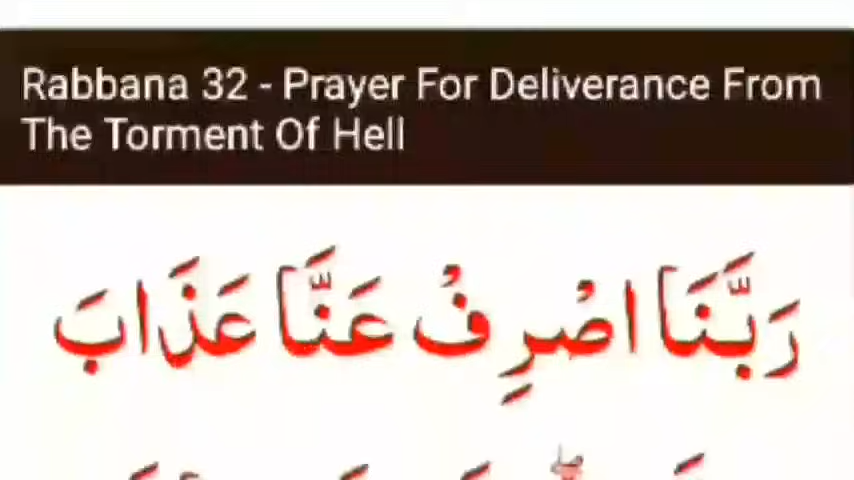 Rabbana 32 - Prayer For Deliverance From
The Torment Of Hell
رَبَّنَا اصْرِفْ عَنَّا عَذَابَ